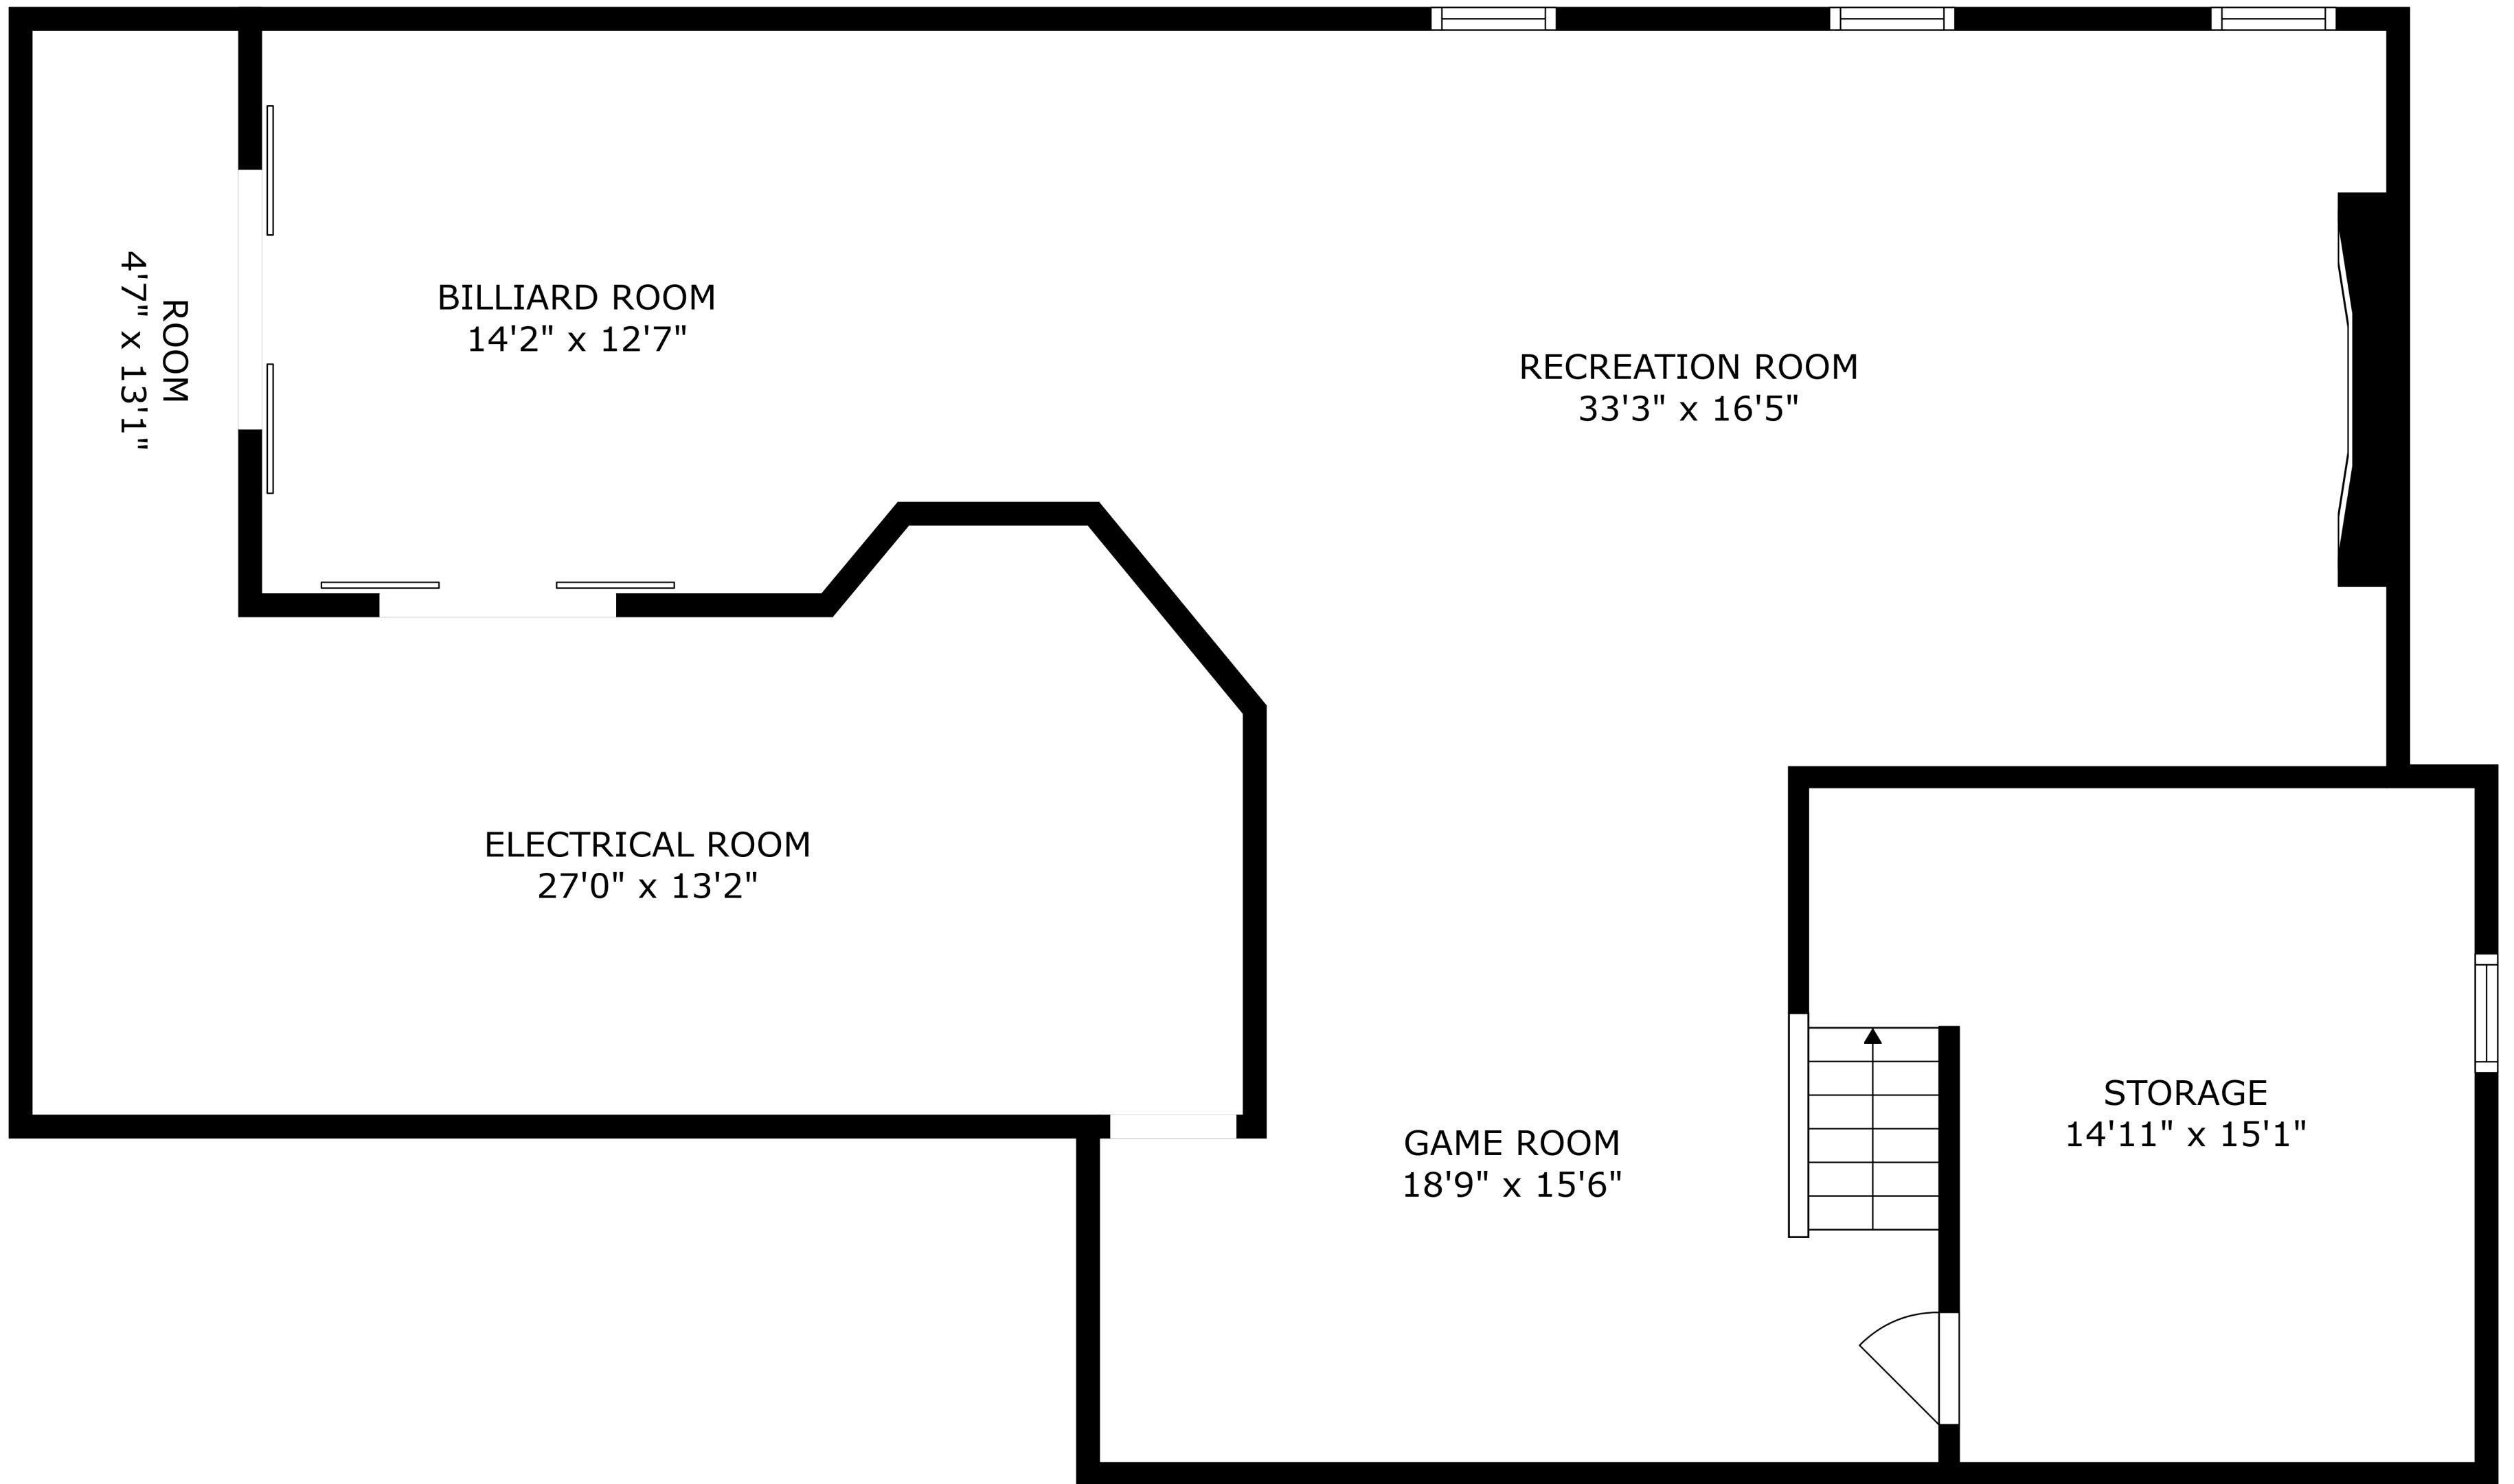 ROOM
4'7" x 13'1"
BILLIARD ROOM
14'2" x 12'7"
RECREATION ROOM
33'3" x 16'5"
ELECTRICAL ROOM
27'0" x 13'2"
GAME ROOM
18'9" x 15'6"
STORAGE
14'11" x 15'1"